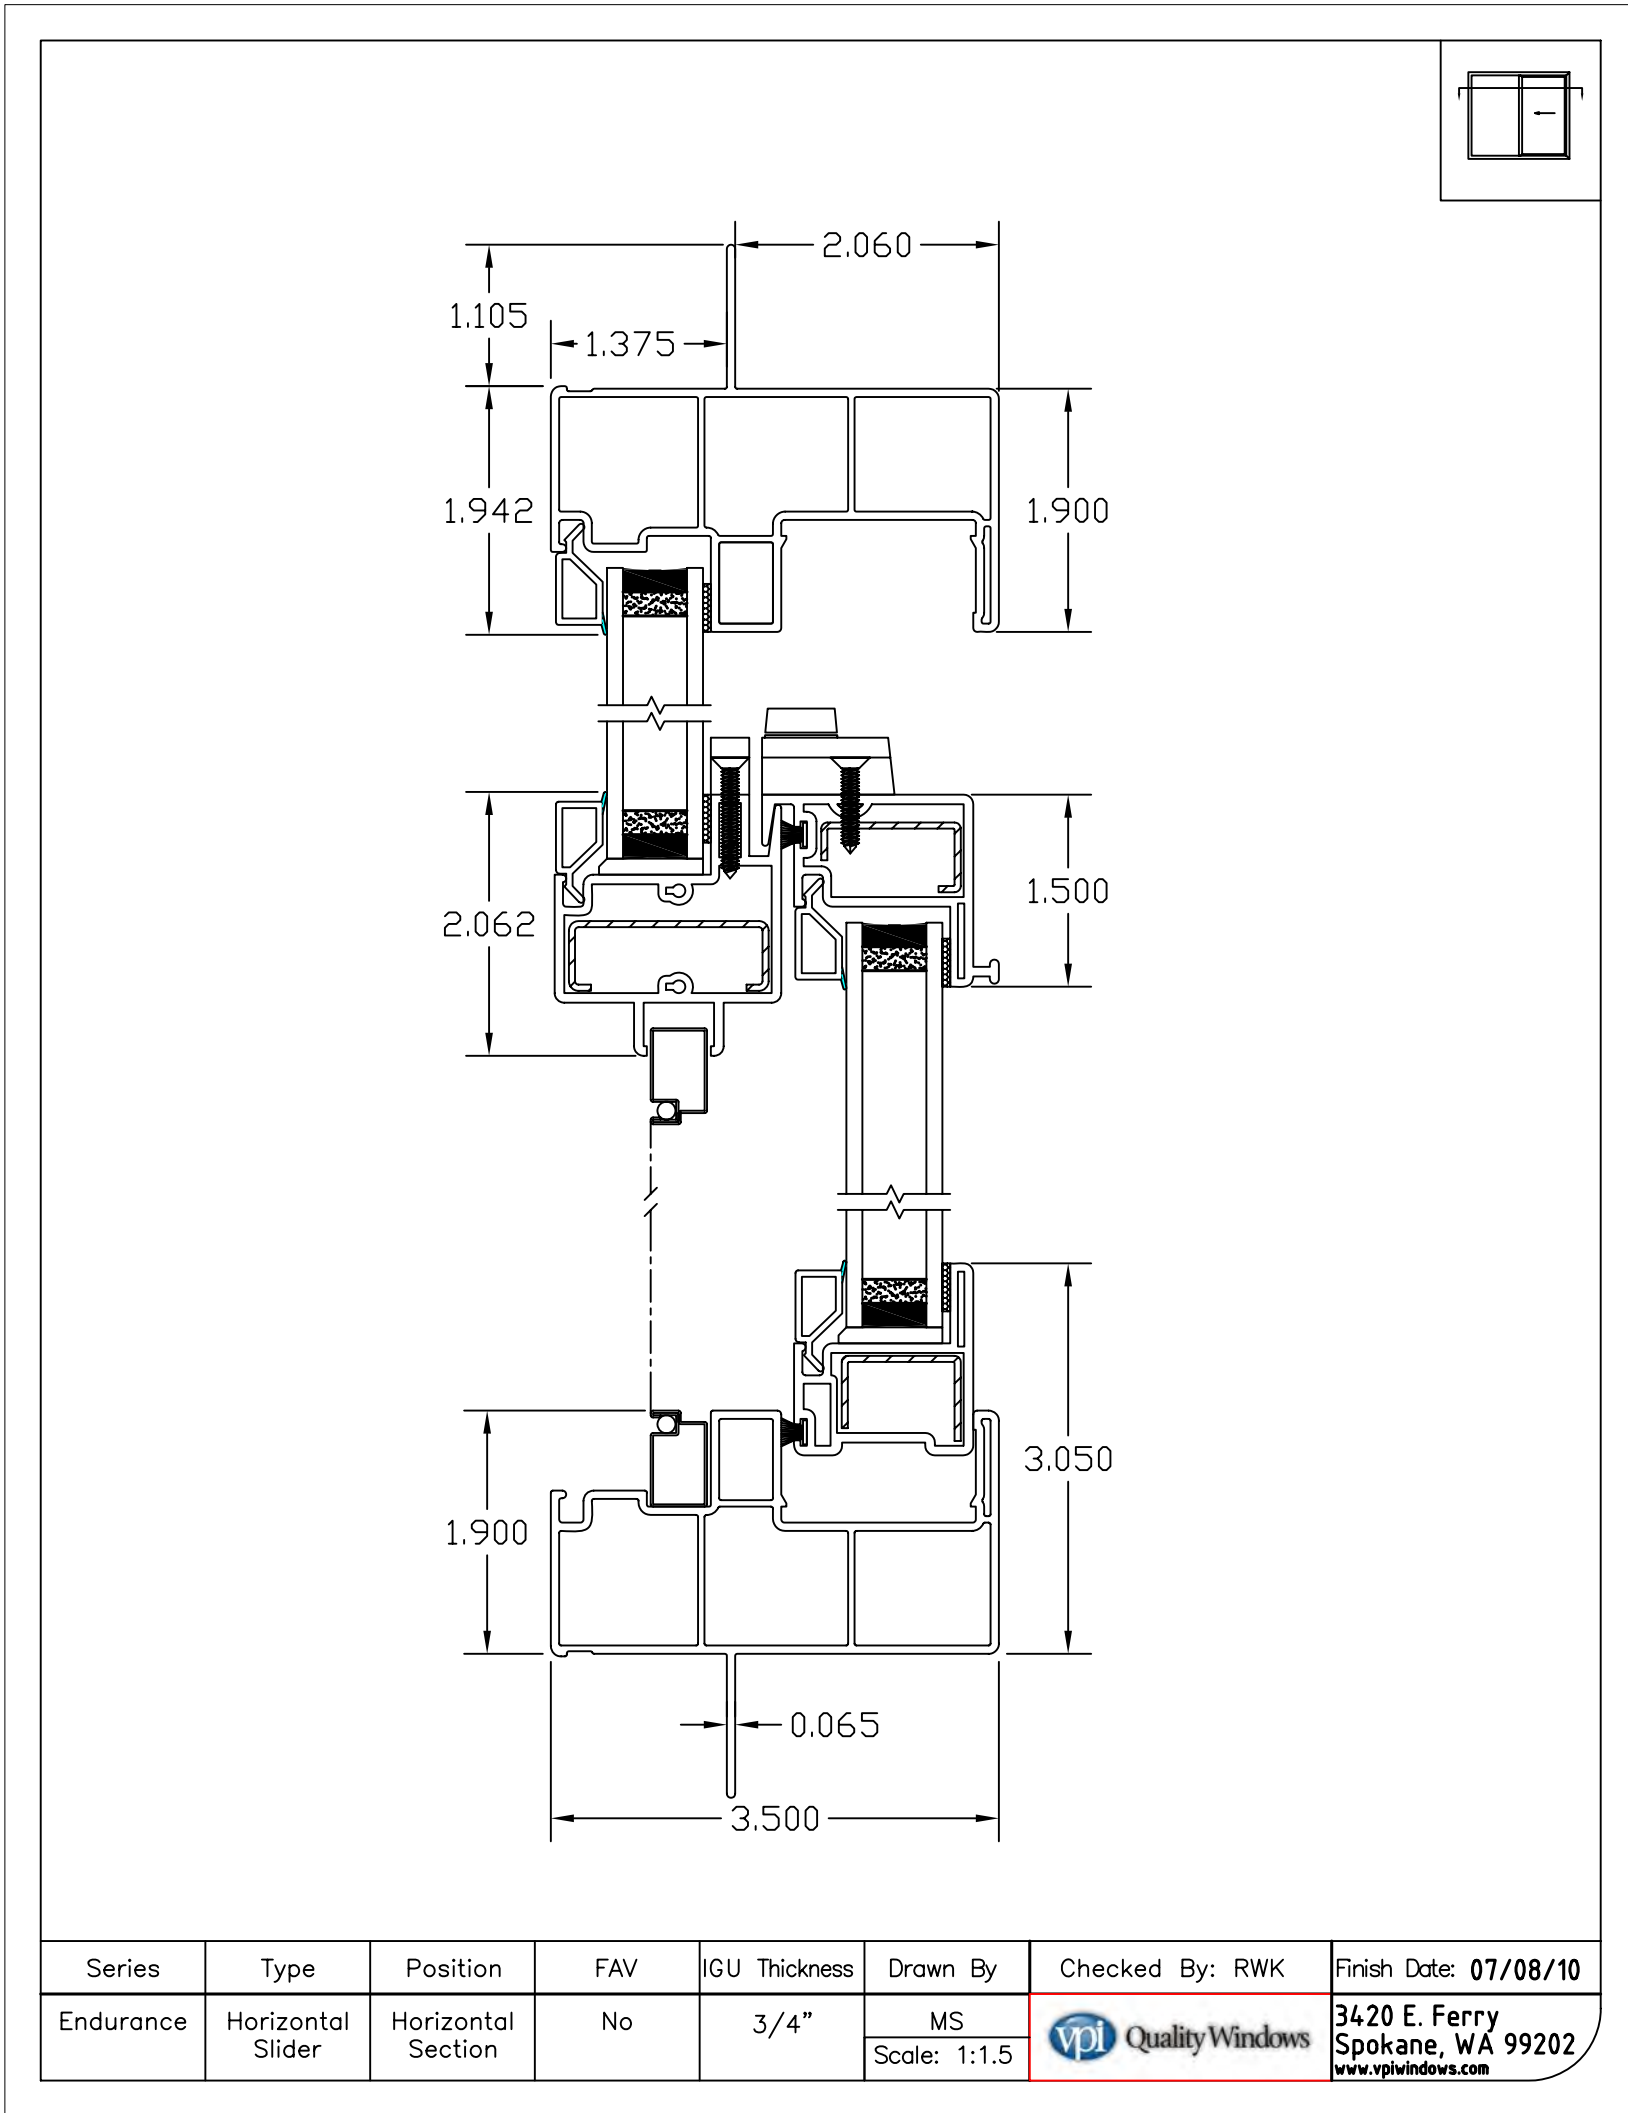 2.060
1.105
1.375
1.942
1.900
1.500
2.062
3.050
1.900
0.065
3.500
Series
Type
Position
FAV
IGU Thickness
Drawn By
Checked By: RWK
Finish Date: 07/08/10
Endurance
Horizontal
Slider
Horizontal
Section
No
3/4"
MS
Scale: 1:1.5
vpi Quality Windows
3420 E. Ferry
Spokane, WA 99202
www.vpiwindows.com